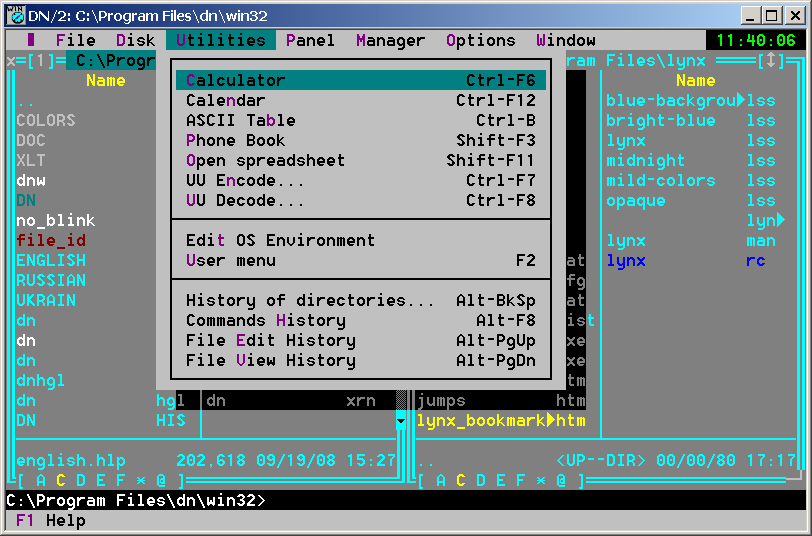 DN/2: C:\Program Files\dn\win32
File Disk Utilities Panel Manager Options Window 11:40:06
×=[1]= C:\Progr
ram Files\lynx =[↕]
Name
Name
..
COLORS
DOC
XLT
dnw
DN
no_blink
file_id
ENGLISH
RUSSIAN
UKRAIN
dn
dn
dn
dnhgl
dn hgl dn xrn
DN HIS
Calculator Ctrl-F6
Calendar Ctrl-F12
ASCII Table Ctrl-B
Phone Book Shift-F3
Open spreadsheet Shift-F11
UU Encode... Ctrl-F7
UU Decode... Ctrl-F8
Edit OS Environment
User menu F2
History of directories... Alt-BkSp
Commands History Alt-F8
File Edit History Alt-PgUp
File View History Alt-PgDn
at
fg
at
ist
xe
xe
tm
jumps htm
lynx_bookmark►htm
blue-backgrou►lss
bright-blue lss
lynx lss
midnight lss
mild-colors lss
opaque lss
lyn►
lynx man
lynx rc
english.hlp 202,618 09/19/08 15:27
.. <UP--DIR> 00/00/80 17:17
[ A C D E F * @ ]
[ A C D E F * @ ]
C:\Program Files\dn\win32>
F1 Help